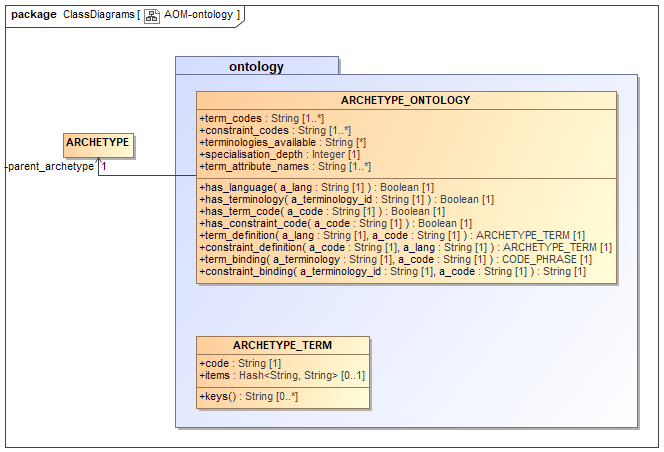 package ClassDiagrams [ AOM-ontology ]
ontology
ARCHETYPE_ONTOLOGY
+term_codes : String [1..*]
+constraint_codes : String [1..*]
+terminologies_available : String [*]
+specialisation_depth : Integer [1]
+term_attribute_names : String [1..*]
ARCHETYPE
-parent_archetype 1
+has_language( a_lang : String [1] ) : Boolean [1]
+has_terminology( a_terminology_id : String [1] ) : Boolean [1]
+has_term_code( a_code : String [1] ) : Boolean [1]
+has_constraint_code( a_code : String [1] ) : Boolean [1]
+term_definition( a_lang : String [1], a_code : String [1] ) : ARCHETYPE_TERM [1]
+constraint_definition( a_code : String [1], a_lang : String [1] ) : ARCHETYPE_TERM [1]
+term_binding( a_terminology : String [1], a_code : String [1] ) : CODE_PHRASE [1]
+constraint_binding( a_terminology_id : String [1], a_code : String [1] ) : String [1]
ARCHETYPE_TERM
+code : String [1]
+items : Hash<String, String> [0..1]
+keys() : String [0..*]